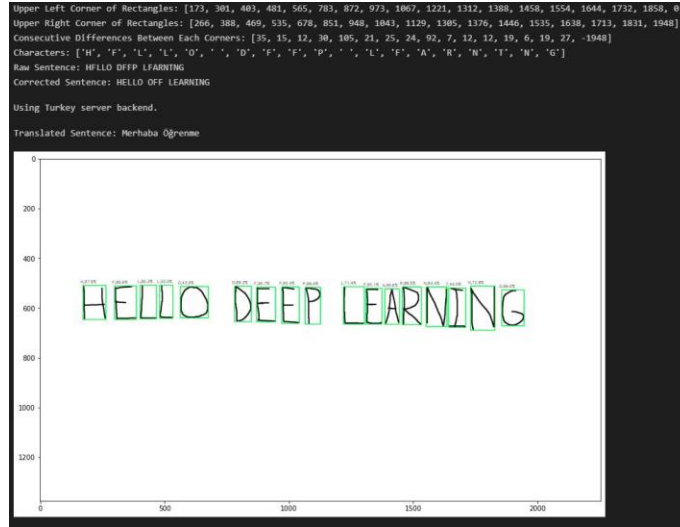 Upper Left Corner of Rectangles: [173, 301, 403, 481, 565, 783, 872, 973, 1067, 1221, 1312, 1388, 1458, 1554, 1644, 1732, 1858, 0
Upper Right Corner of Rectangles: [266, 388, 469, 535, 678, 851, 948, 1043, 1129, 1305, 1376, 1446, 1535, 1638, 1713, 1831, 1948]
Consecutive Differences Between Each Corners: [35, 15, 12, 30, 105, 21, 25, 24, 92, 7, 12, 12, 19, 6, 19, 27, -1948]
Characters: ['H', 'F', 'L', 'L', 'O', ' ', 'D', 'F', 'F', 'P', ' ', 'L', 'F', 'A', 'R', 'N', 'T', 'N', 'G']
Raw Sentence: HFLLO DFFP LFARNTNG
Corrected Sentence: HELLO OFF LEARNING
Using Turkey server backend.
Translated Sentence: Merhaba Öğrenme
0
200
400
600
800
1000
1200
HELLO DEEP LEARNING
0 500 1000 1500 2000